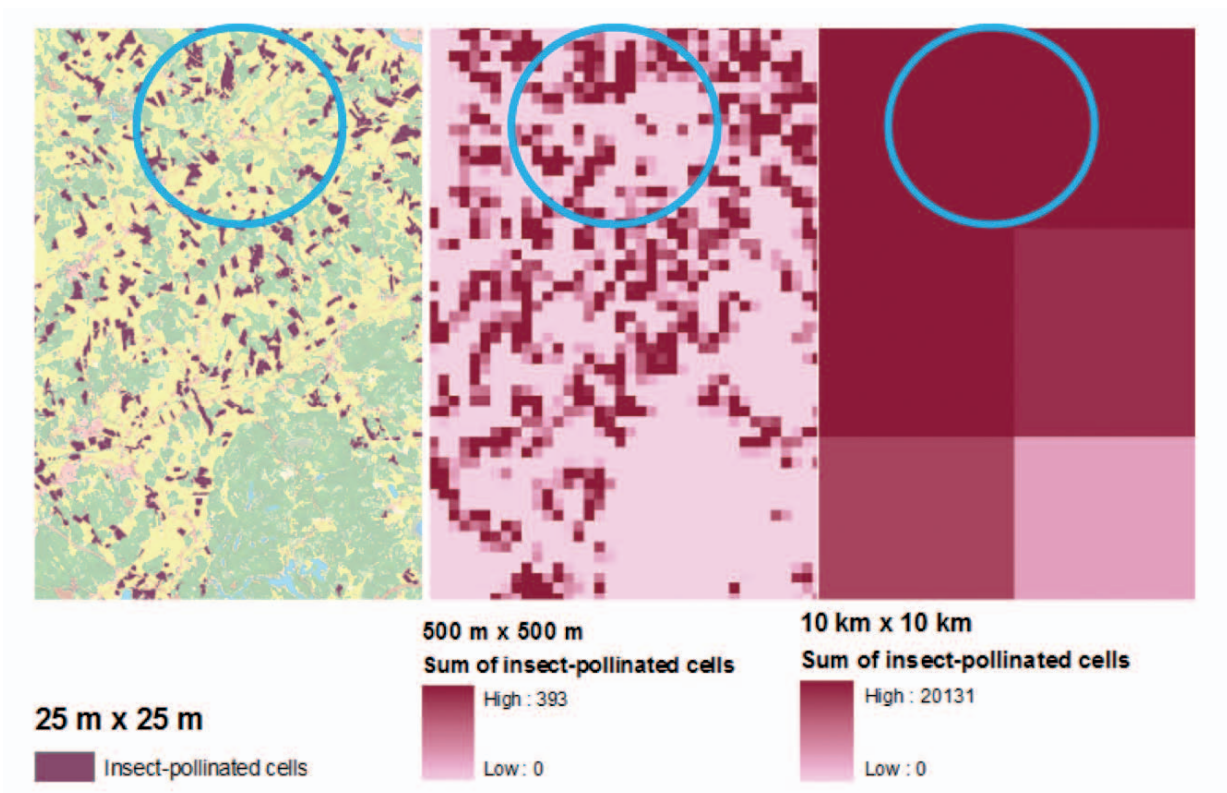 25 m x 25 m
Insect-pollinated cells
500 m x 500 m
Sum of insect-pollinated cells
High : 393
Low : 0
10 km x 10 km
Sum of insect-pollinated cells
High : 20131
Low : 0